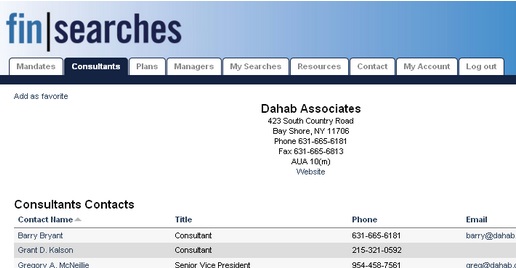 fin|searches
Mandates Consultants Plans Managers My Searches Resources Contact My Account Log out
Add as favorite
Dahab Associates
423 South Country Road
Bay Shore, NY 11706
Phone 631-665-6181
Fax 631-665-6813
AUA 10(m)
Website
Consultants Contacts
Contact Name Title Phone Email
Barry Bryant Consultant 631-665-6181 barry@dahab.
Grant D. Kalson Consultant 215-321-0592
Gregory A. McNeillie Senior Vice President 954-458-7561 greg@dahab.